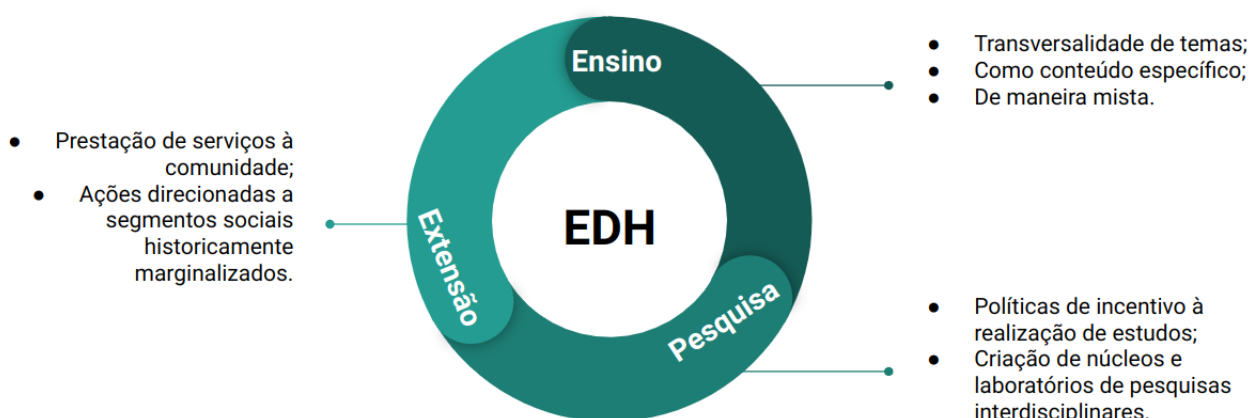 Ensino
● Transversalidade de temas;
● Como conteúdo específico;
● De maneira mista.
● Prestação de serviços à
comunidade;
● Ações direcionadas a
segmentos sociais
historicamente
marginalizados.
EDH
Extensão
Pesquisa
● Políticas de incentivo à
realização de estudos;
● Criação de núcleos e
laboratórios de pesquisas
interdisciplinares.